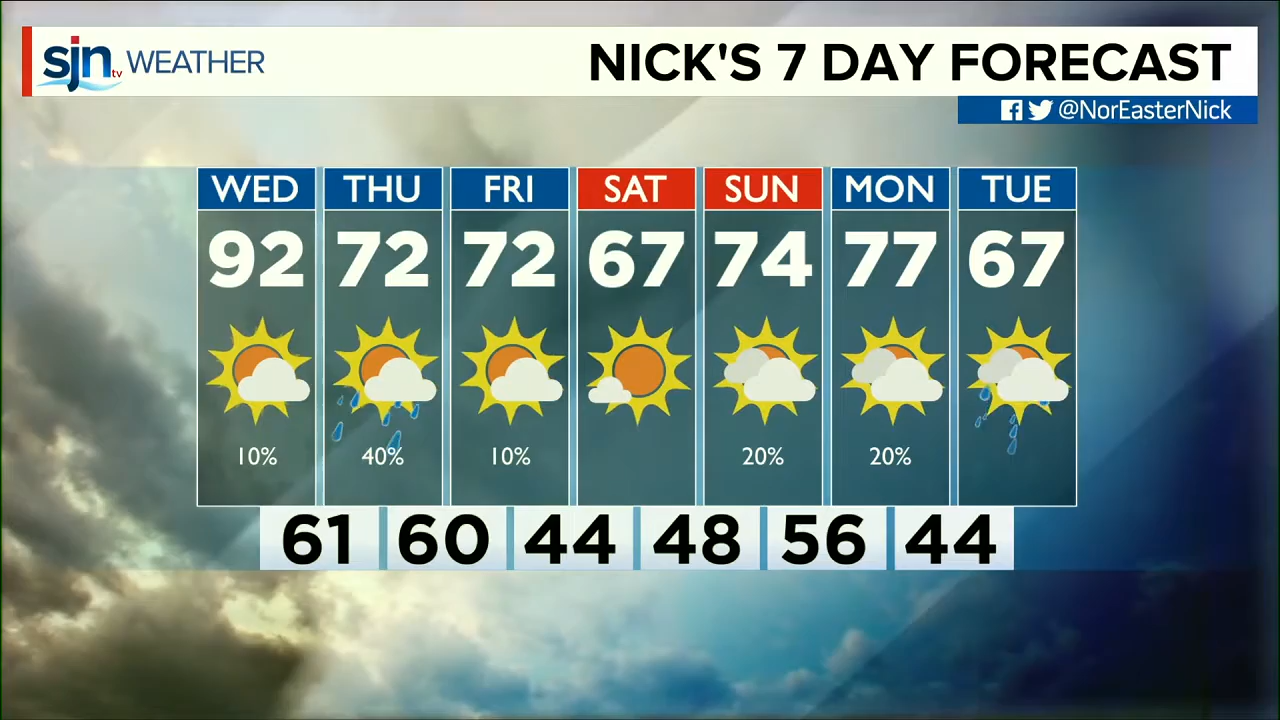 sjn tv WEATHER
NICK'S 7 DAY FORECAST
@NorEasterNick
WED THU FRI SAT SUN MON TUE
92 72 72 67 74 77 67
10% 40% 10% 20% 20%
61 60 44 48 56 44